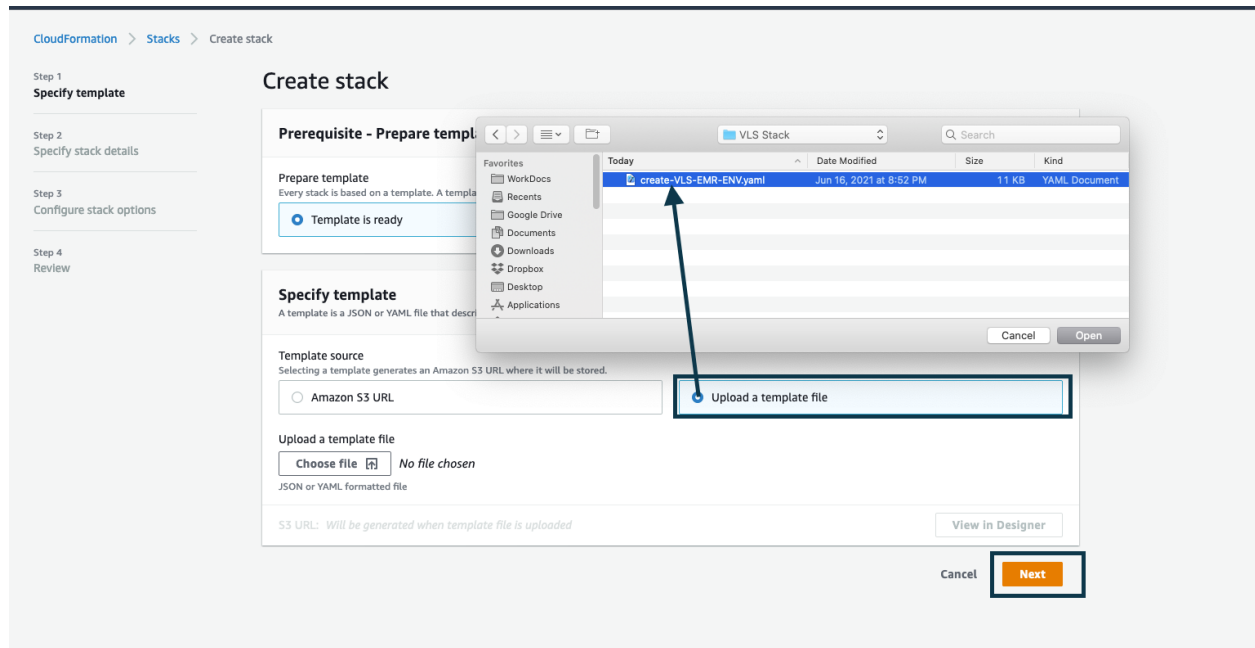 CloudFormation > Stacks > Create stack
Step 1
Specify template
Step 2
Specify stack details
Step 3
Configure stack options
Step 4
Review
Create stack
Prerequisite - Prepare templ
Prepare template
Every stack is based on a template. A templa
Template is ready
Specify template
A template is a JSON or YAML file that descri
Template source
Selecting a template generates an Amazon S3 URL where it will be stored.
Amazon S3 URL
Upload a template file
Upload a template file
Choose file No file chosen
JSON or YAML formatted file
S3 URL: Will be generated when template file is uploaded
View in Designer
Cancel Next
VLS Stack
Search
Favorites
WorkDocs
Recents
Google Drive
Documents
Downloads
Dropbox
Desktop
Applications
Today Date Modified Size Kind
create-VLS-EMR-ENV.yaml Jun 16, 2021 at 8:52 PM 11 KB YAML Document
Cancel Open